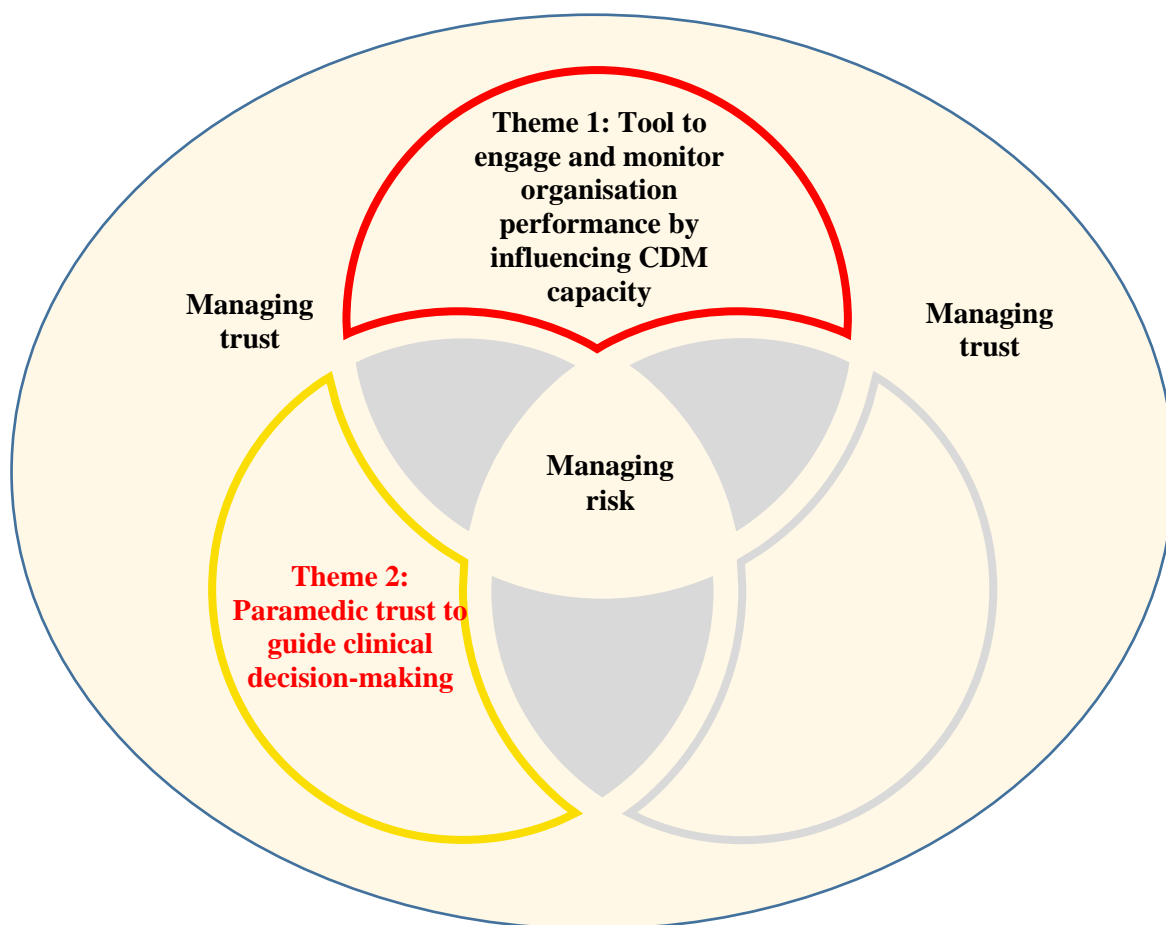 Theme 1: Tool to
engage and monitor
organisation
performance by
influencing CDM
capacity
Managing
trust
Managing
trust
Managing
risk
Theme 2:
Paramedic trust to
guide clinical
decision-making